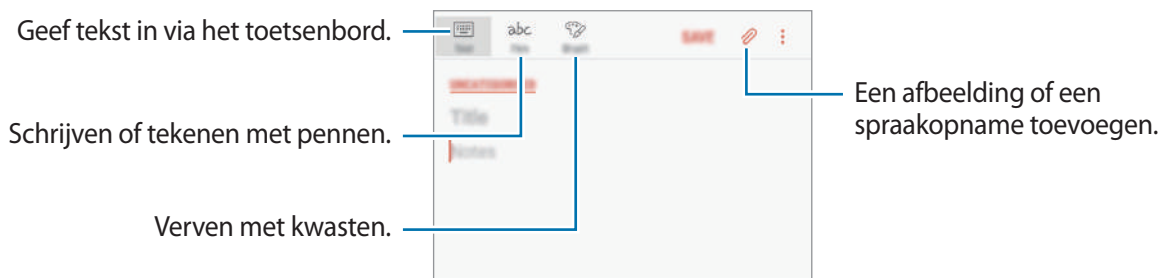 Geef tekst in via het toetsenbord.
abc
SAVE
Een afbeelding of een
spraakopname toevoegen.
Title
Schrijven of tekenen met pennen.
Notes
Verven met kwasten.